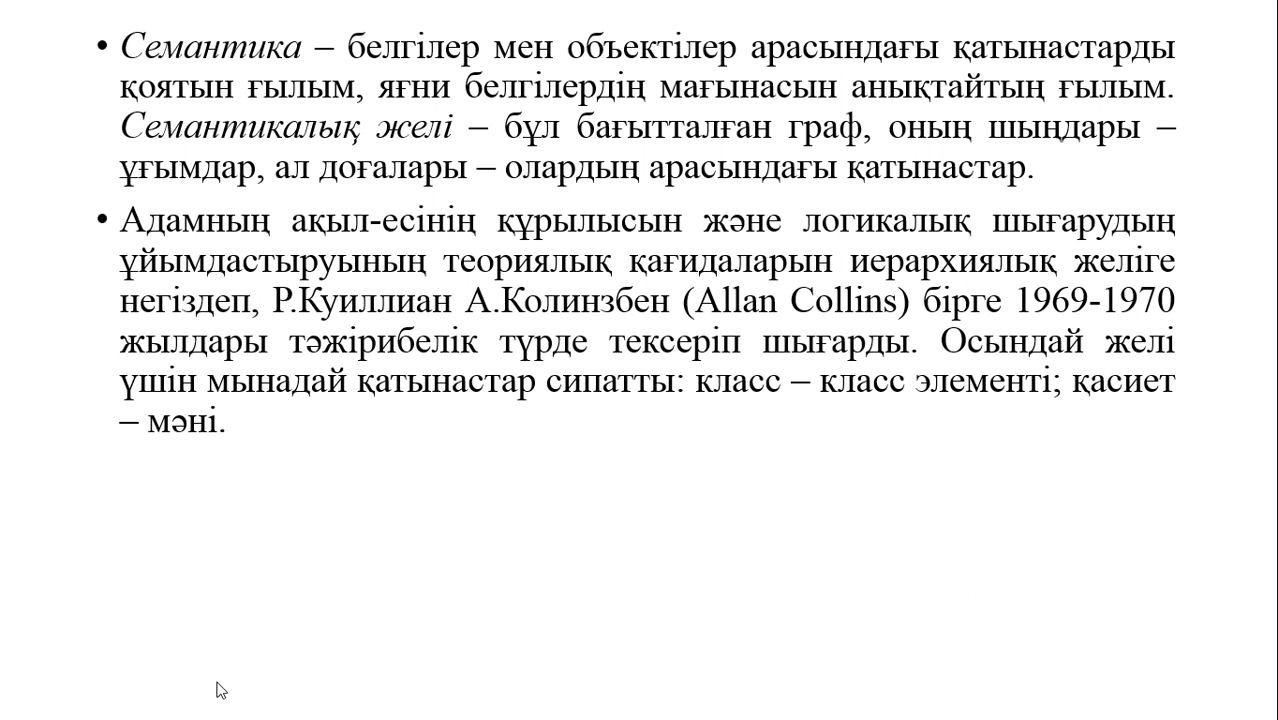 • Семантика – белгілер мен объектілер арасындағы қатынастарды
қоятын ғылым, яғни белгілердің мағынасын анықтайтың ғылым.
Семантикалық желі – бұл бағытталған граф, оның шыңдары –
ұғымдар, ал доғалары – олардың арасындағы қатынастар.
• Адамның ақыл-есінің құрылысын және логикалық шығарудың
ұйымдастыруының теориялық қағидаларын иерархиялық желіге
негіздеп, Р.Куиллиан А.Колинзбен (Allan Collins) бірге 1969-1970
жылдары тәжірибелік түрде тексеріп шығарды. Осындай желі
үшін мынадай қатынастар сипатты: класс – класс элементі; қасиет
– мәні.